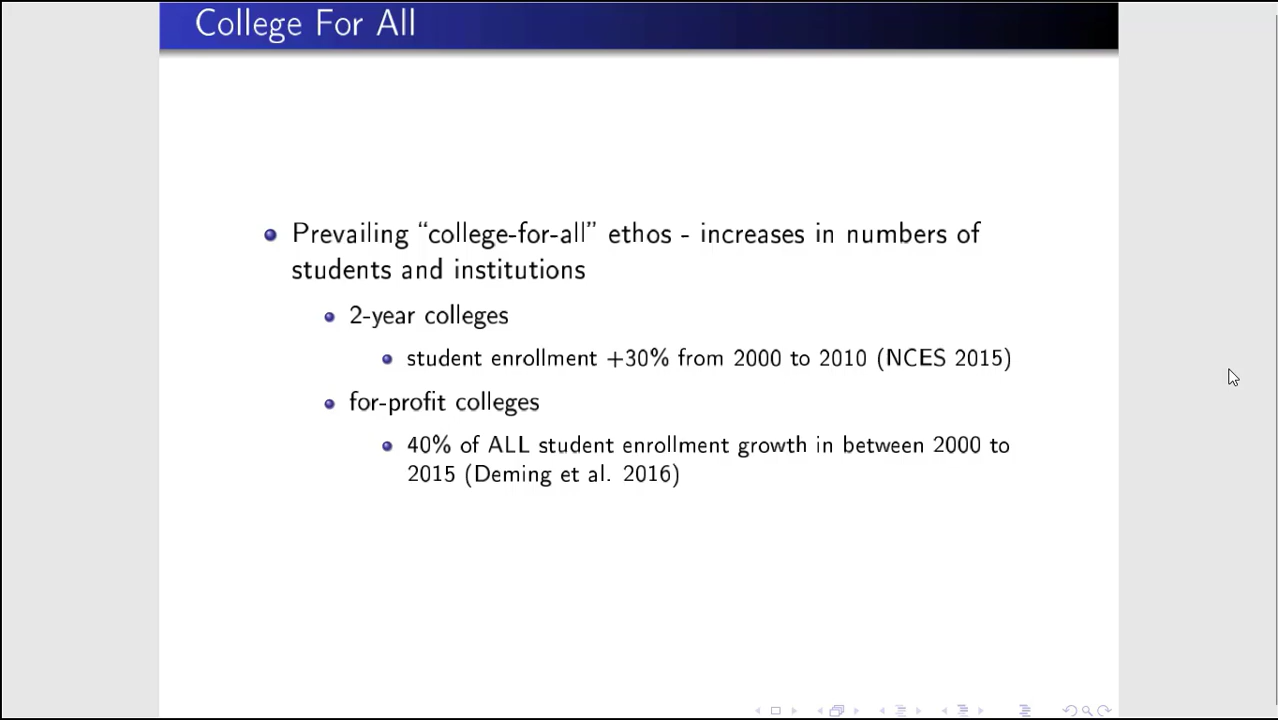 College For All
Prevailing “college-for-all” ethos - increases in numbers of
students and institutions
2-year colleges
student enrollment +30% from 2000 to 2010 (NCES 2015)
for-profit colleges
40% of ALL student enrollment growth in between 2000 to
2015 (Deming et al. 2016)